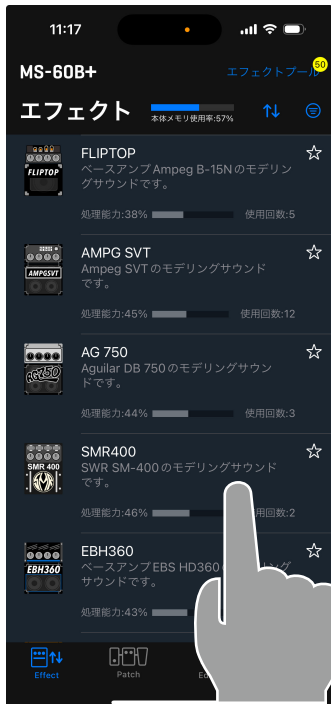 11:17
50
MS-60B+
エフェクトプール
エフェクト
本体メモリ使用率:57%
FLIPTOP
FLIPTOP
ベースアンプ Ampeg B-15N のモデリン
グサウンドです。
処理能力:38%
使用回数:5
AMPG SVT
AMPGSVT
Ampeg SVT のモデリングサウンド
です。
処理能力:45%
使用回数:12
AG 750
AG750
Aguilar DB 750 のモデリングサウン
ドです。
処理能力:44%
使用回数:3
SMR400
SMR 400
SWR SM-400 のモデリングサウンド
です。
処理能力:46%
用回数:2
EBH360
EBH360
ベースアンプ EBS HD360
サウンドです。
処理能力:43%
Effect
Patch
Ed